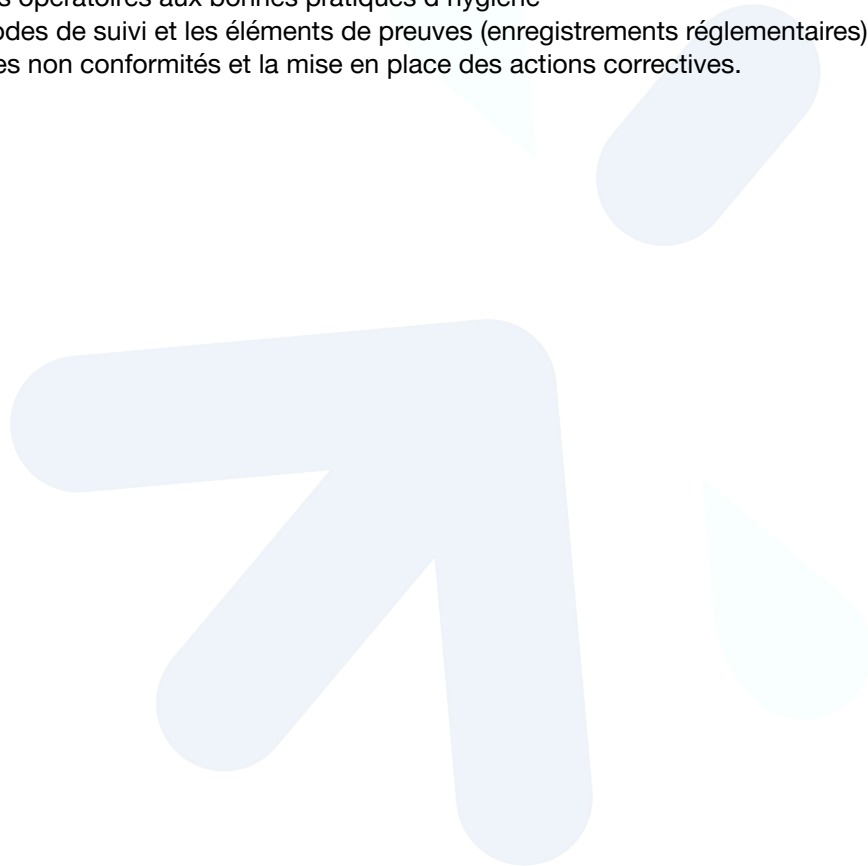 s opératoires aux bonnes pratiques d'hygiène
odes de suivi et les éléments de preuves (enregistrements réglementaires)
es non conformités et la mise en place des actions correctives.